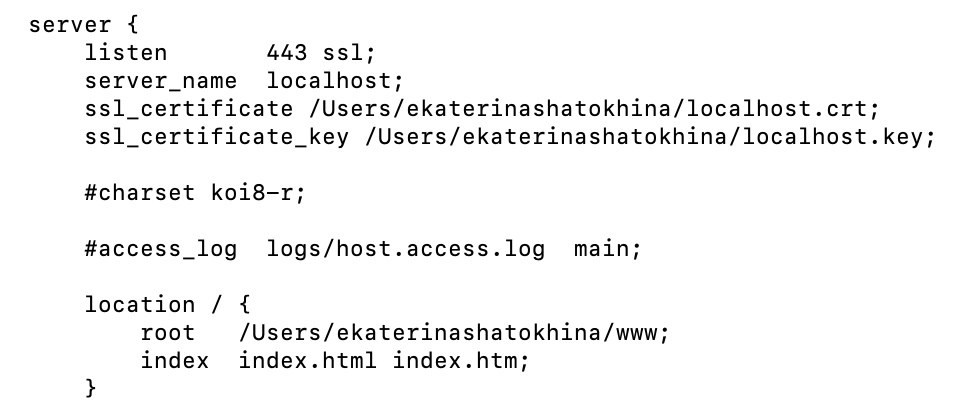 server {
    listen       443 ssl;
    server_name  localhost;
    ssl_certificate /Users/ekaterinashatokhina/localhost.crt;
    ssl_certificate_key /Users/ekaterinashatokhina/localhost.key;

    #charset koi8-r;

    #access_log  logs/host.access.log  main;

    location / {
        root   /Users/ekaterinashatokhina/www;
        index  index.html index.htm;
    }